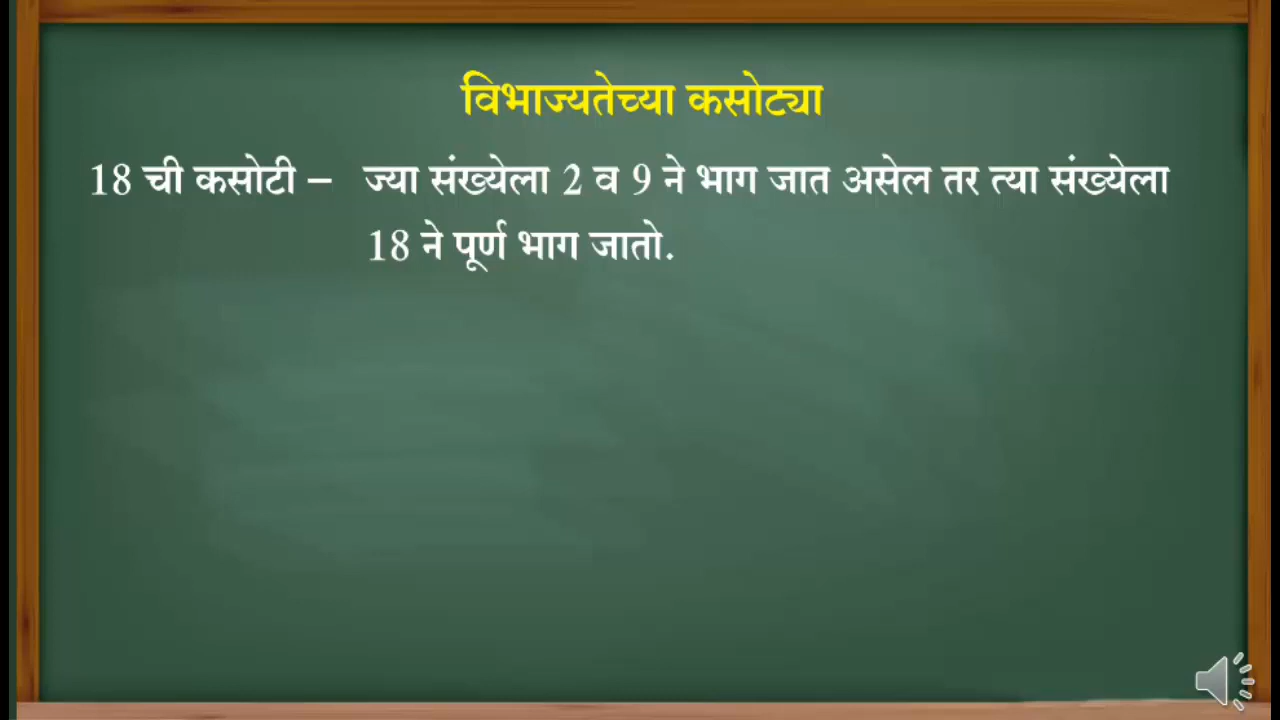 विभाज्यतेच्या कसोट्या
18 ची कसोटी – ज्या संख्येला 2 व 9 ने भाग जात असेल तर त्या संख्येला
18 ने पूर्ण भाग जातो.